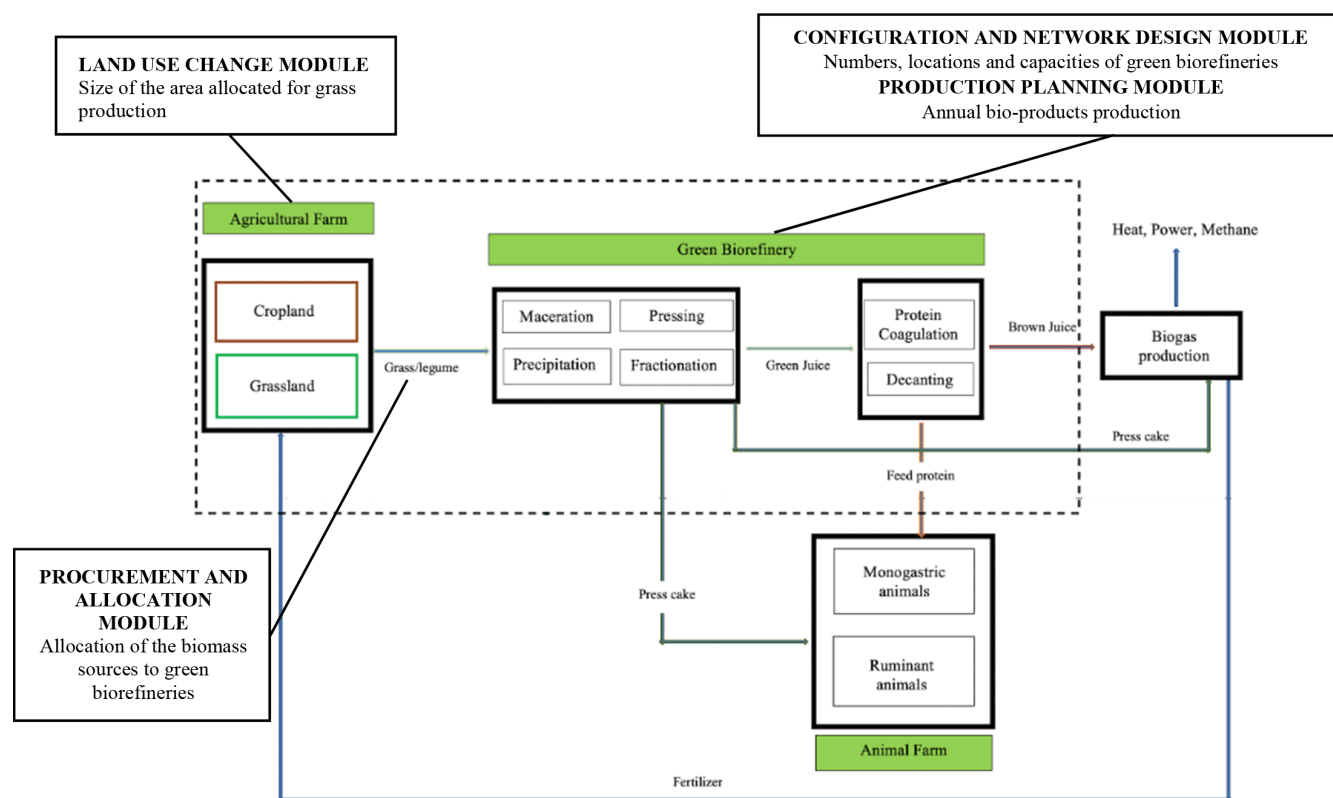 LAND USE CHANGE MODULE
Size of the area allocated for grass
production
CONFIGURATION AND NETWORK DESIGN MODULE
Numbers, locations and capacities of green biorefineries
PRODUCTION PLANNING MODULE
Annual bio-products production
Agricultural Farm
Green Biorefinery
Heat, Power, Methane
Cropland
Grassland
Grass/legume
Maceration
Pressing
Precipitation
Fractionation
Green Juice
Protein
Coagulation
Decanting
Brown Juice
Biogas
production
Press cake
Feed protein
PROCUREMENT AND
ALLOCATION
MODULE
Allocation of the biomass
sources to green
biorefineries
Press cake
Monogastric
animals
Ruminant
animals
Animal Farm
Fertilizer